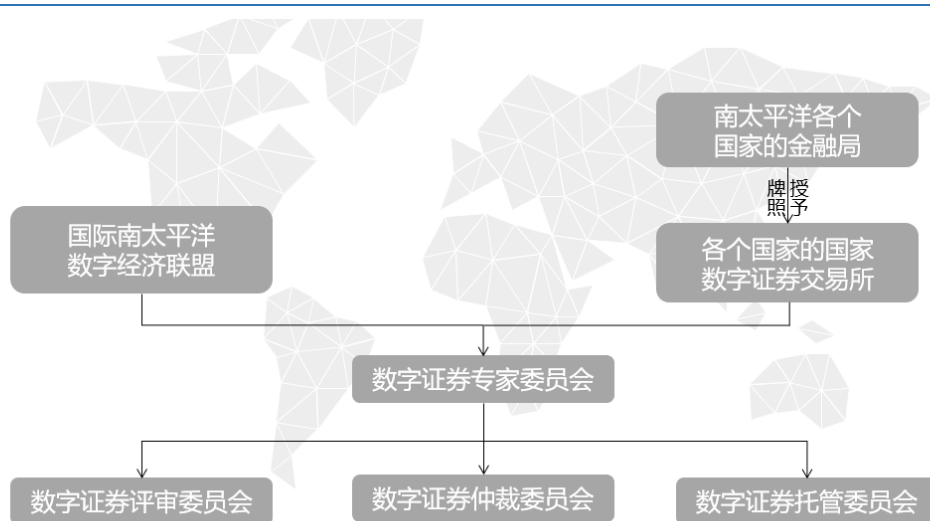 南太平洋各个
国家的金融局
授予
牌照
国际南太平洋
数字经济联盟
各个国家的国家
数字证券交易所
数字证券专家委员会
数字证券评审委员会
数字证券仲裁委员会
数字证券托管委员会